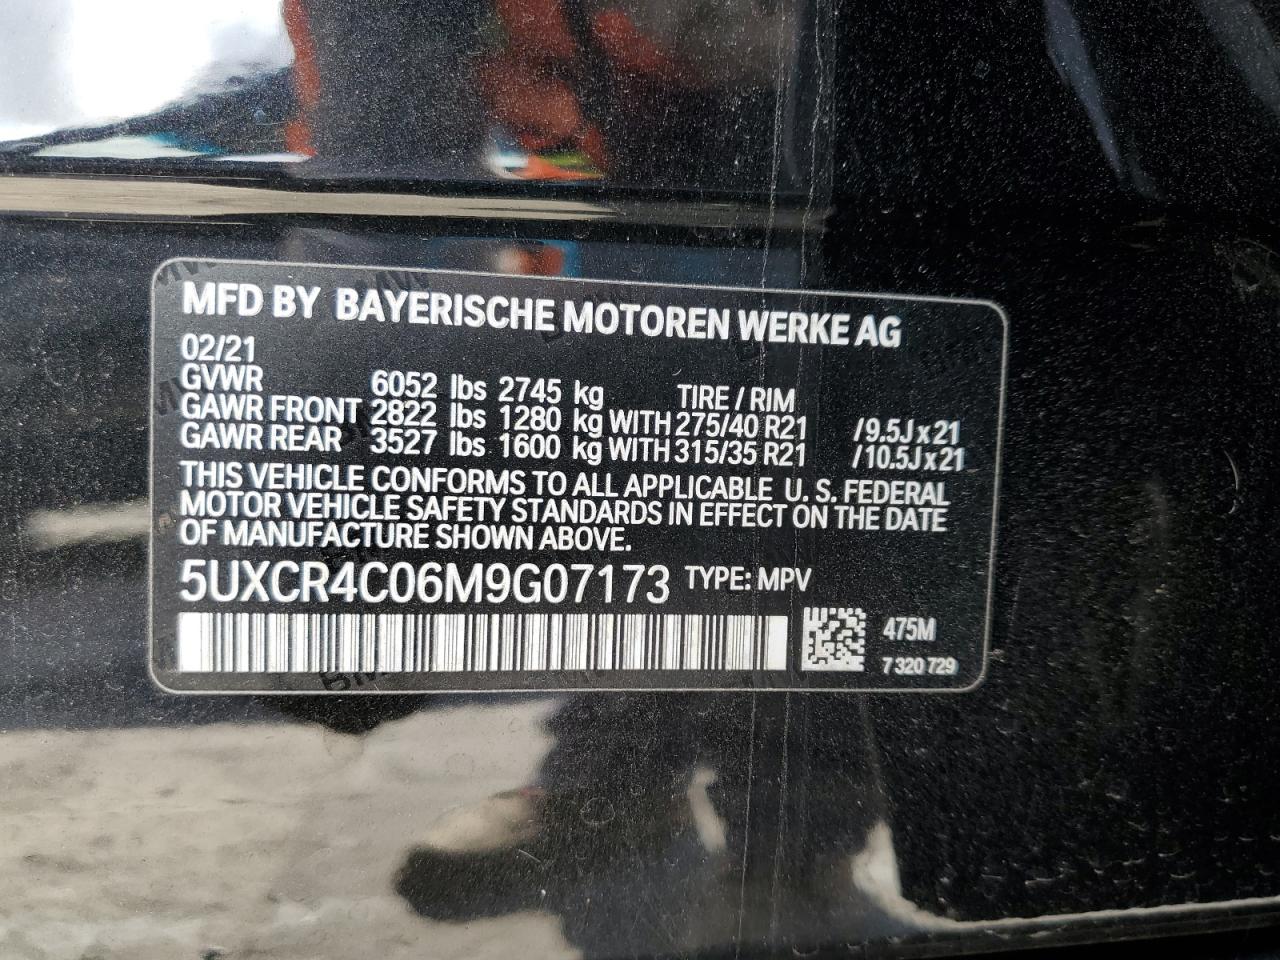 MFD BY BAYERISCHE MOTOREN WERKE AG
02/21
GVWR 6052 lbs 2745 kg TIRE / RIM
GAWR FRONT 2822 lbs 1280 kg WITH 275/40 R21 /9.5J x 21
GAWR REAR 3527 lbs 1600 kg WITH 315/35 R21 /10.5J x 21
THIS VEHICLE CONFORMS TO ALL APPLICABLE U. S. FEDERAL
MOTOR VEHICLE SAFETY STANDARDS IN EFFECT ON THE DATE
OF MANUFACTURE SHOWN ABOVE.
5UXCR4C06M9G07173 TYPE: MPV
475M
7 320 729